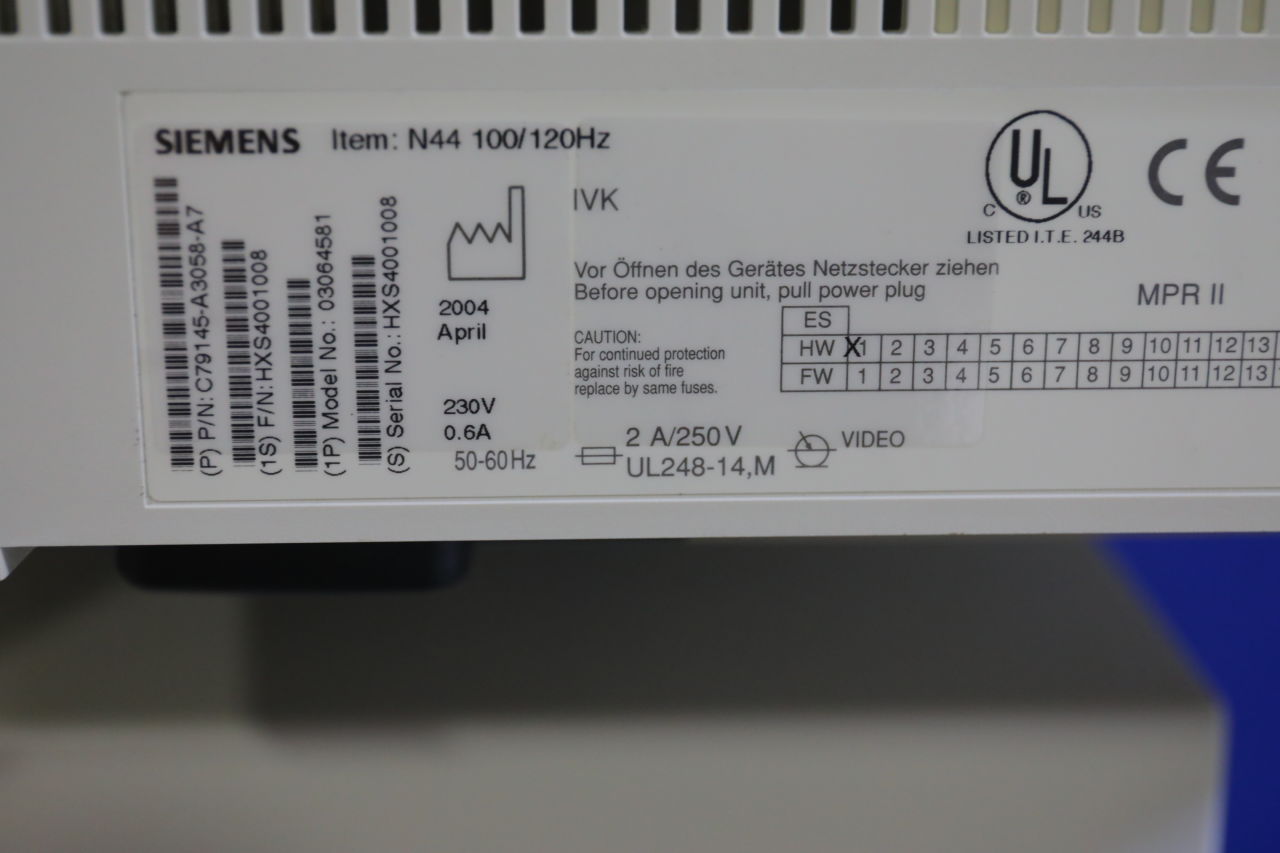 SIEMENS Item: N44 100/120Hz
(P) P/N: C79145-A3058-A7
(1S) F/N: HXS4001008
(1P) Model No.: 03064581
(S) Serial No.: HXS4001008
2004
April
230V
0.6A
50-60Hz
IVK
Vor Öffnen des Gerätes Netzstecker ziehen
Before opening unit, pull power plug
CAUTION:
For continued protection
against risk of fire
replace by same fuses.
2 A/250V
UL248-14,M
VIDEO
C UL ® US
LISTED I.T.E. 244B
CE
MPR II
ES
HW X1 2 3 4 5 6 7 8 9 10 11 12 13
FW 1 2 3 4 5 6 7 8 9 10 11 12 13